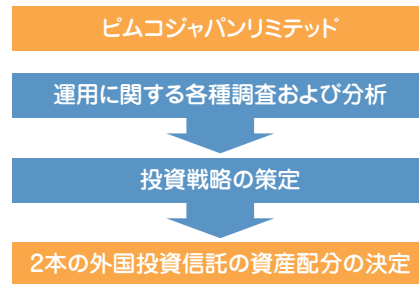 ピムコジャパンリミテッド
運用に関する各種調査および分析
投資戦略の策定
2本の外国投資信託の資産配分の決定